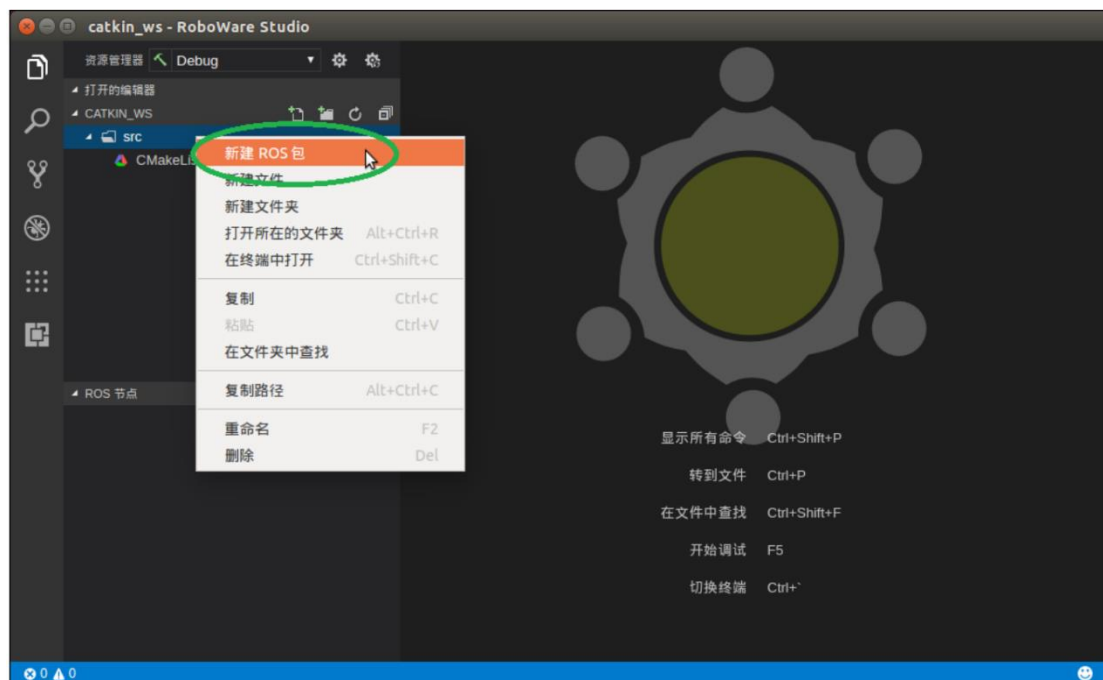 catkin_ws - RoboWare Studio
资源管理器 Debug
打开的编辑器
CATKIN_WS
src
CMakeLis
新建 ROS 包
新建文件
新建文件夹
打开所在的文件夹 Alt+Ctrl+R
在终端中打开 Ctrl+Shift+C
复制 Ctrl+C
粘贴 Ctrl+V
在文件夹中查找
复制路径 Alt+Ctrl+C
重命名 F2
删除 Del
ROS 节点
显示所有命令 Ctrl+Shift+P
转到文件 Ctrl+P
在文件中查找 Ctrl+Shift+F
开始调试 F5
切换终端 Ctrl+`
0 0